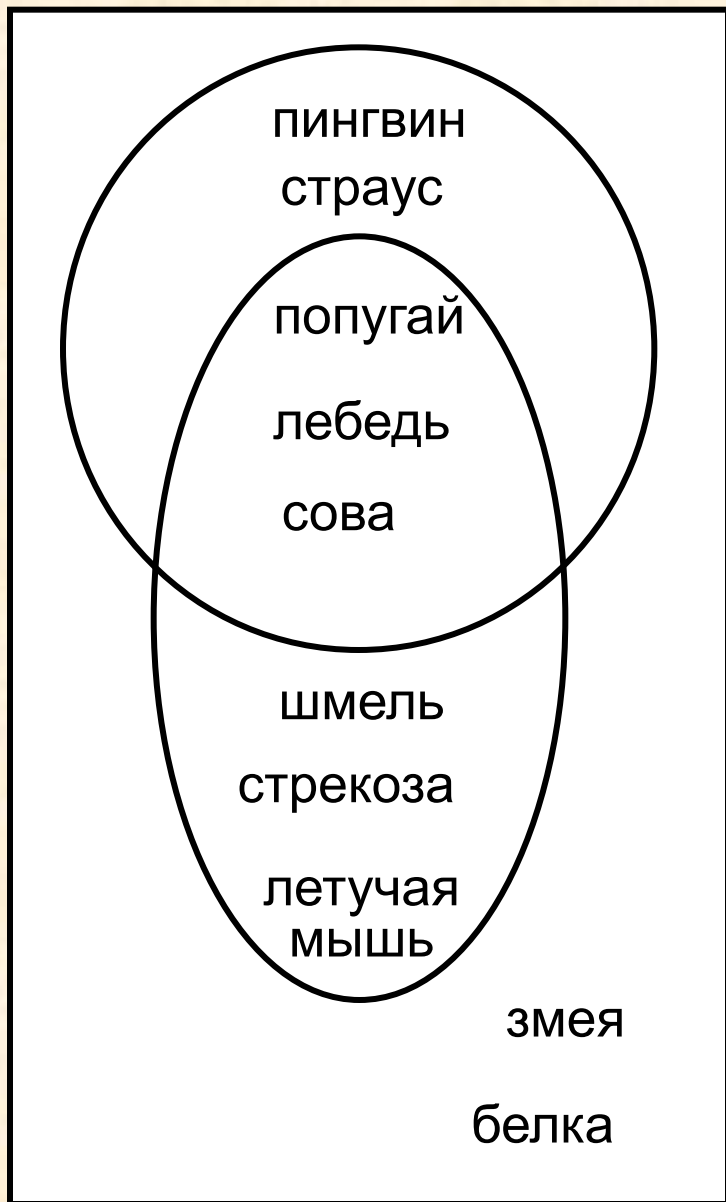 пингвин
страус
попугай
лебедь
сова
шмель
стрекоза
летучая
мышь
змея
белка